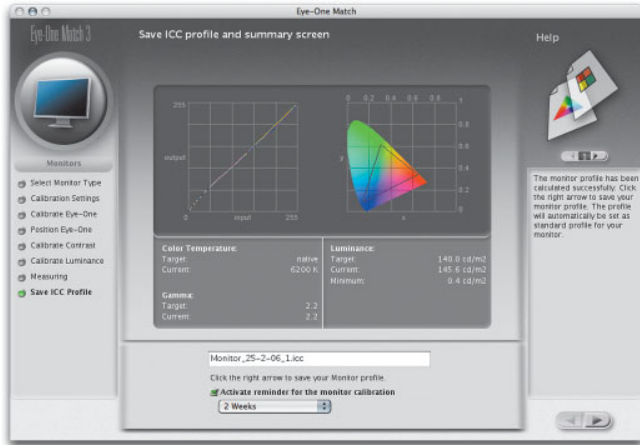 Eye-One Match
Eye-One Match 3
Save ICC profile and summary screen
Help
Monitors
Select Monitor Type
Calibration Settings
Calibrate Eye-One
Position Eye-One
Calibrate Contrast
Calibrate Luminance
Measuring
Save ICC Profile
255
output
0
input
255
0 0.2 0.4 0.6 0.8 1
0.8
0.6
0.4
0.2
0
y
x
Color Temperature:
Target: native
Current: 6200 K
Gamma:
Target: 2.2
Current: 2.2
Luminance:
Target: 140.0 cd/m2
Current: 145.6 cd/m2
Minimum: 0.4 cd/m2
Monitor_25-2-06_1.icc
Click the right arrow to save your Monitor profile.
Activate reminder for the monitor calibration
2 Weeks
1
The monitor profile has been
calculated successfully. Click
the right arrow to save your
monitor profile. The profile
will automatically be set as
standard profile for your
monitor.